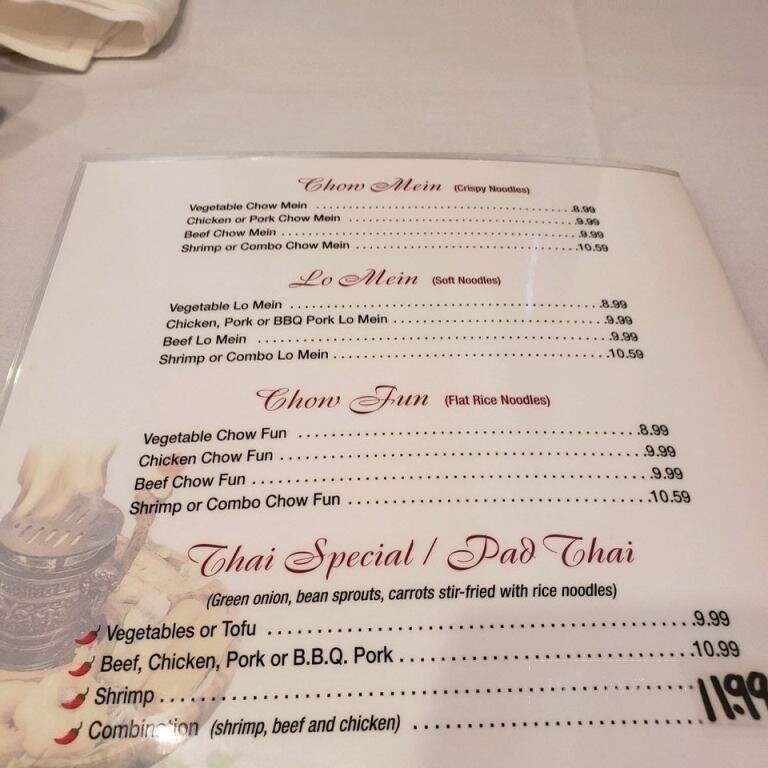 Chow Mein (Crispy Noodles)
Vegetable Chow Mein ........................................ 8.99
Chicken or Pork Chow Mein ........................................ 9.99
Beef Chow Mein ........................................ 9.99
Shrimp or Combo Chow Mein ........................................ 10.59
Lo Mein (Soft Noodles)
Vegetable Lo Mein ........................................ 8.99
Chicken, Pork or BBQ Pork Lo Mein ........................................ 9.99
Beef Lo Mein ........................................ 9.99
Shrimp or Combo Lo Mein ........................................ 10.59
Chow Fun (Flat Rice Noodles)
Vegetable Chow Fun ........................................ 8.99
Chicken Chow Fun ........................................ 9.99
Beef Chow Fun ........................................ 9.99
Shrimp or Combo Chow Fun ........................................ 10.59
Thai Special / Pad Thai
(Green onion, bean sprouts, carrots stir-fried with rice noodles)
Vegetables or Tofu ........................................ 9.99
Beef, Chicken, Pork or B.B.Q. Pork ........................................ 10.99
Shrimp ........................................ 11.99
Combination (shrimp, beef and chicken) ........................................